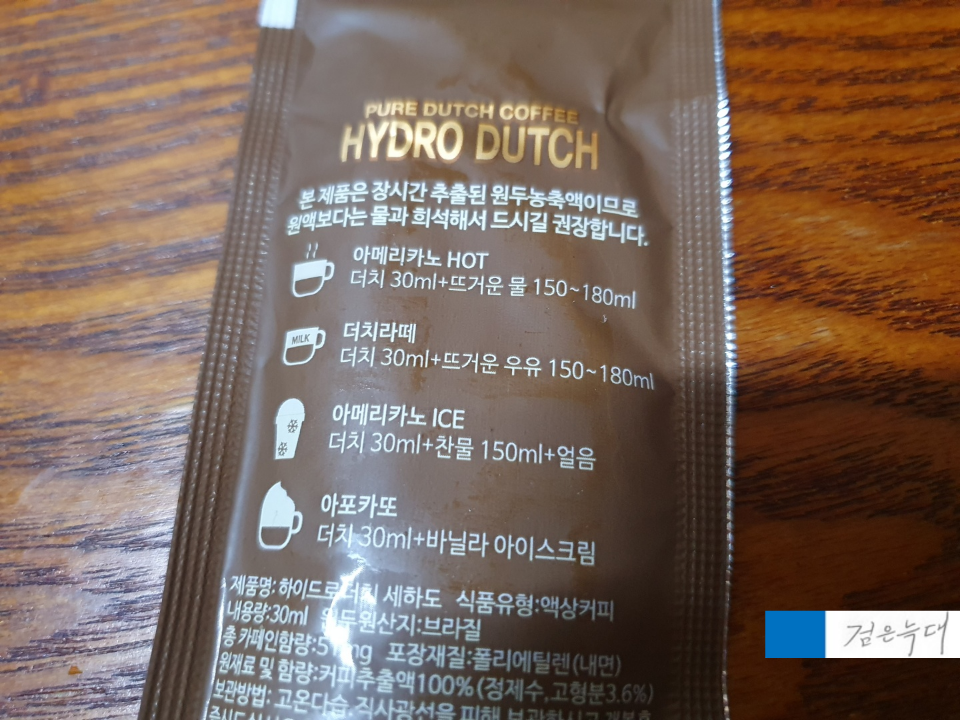 PURE DUTCH COFFEE
HYDRO DUTCH
본 제품은 장시간 추출된 원두농축액이므로
원액보다는 물과 희석해서 드시길 권장합니다.
아메리카노 HOT
더치 30ml+뜨거운 물 150~180ml
MILK
더치라떼
더치 30ml+뜨거운 우유 150~180ml
아메리카노 ICE
더치 30ml+찬물 150ml+얼음
아포카또
더치 30ml+바닐라 아이스크림
제품명: 하이드로더치 세하도 식품유형:액상커피
내용량:30ml 원두원산지:브라질
총 카페인함량: 포장재질:폴리에틸렌(내면)
원재료 및 함량:커피추출액100% (정제수, 고형분3.6%)
보관방법: 고온다습, 직사광선을 피해
검은늑대